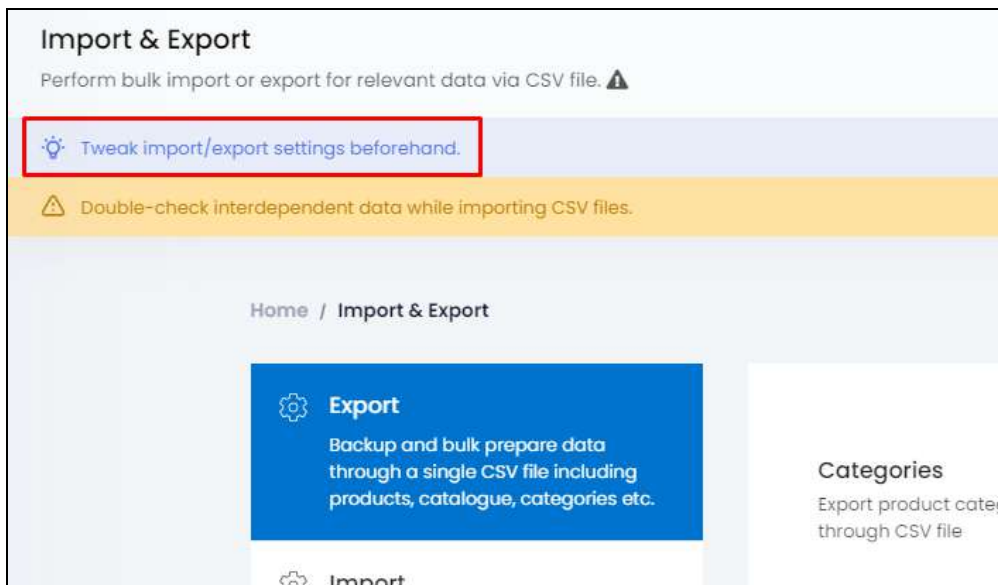 Import & Export
Perform bulk import or export for relevant data via CSV file.
Tweak import/export settings beforehand.
Double-check interdependent data while importing CSV files.
Home / Import & Export
Export
Backup and bulk prepare data
through a single CSV file including
products, catalogue, categories etc.
Categories
Export product
through CSV file
Import